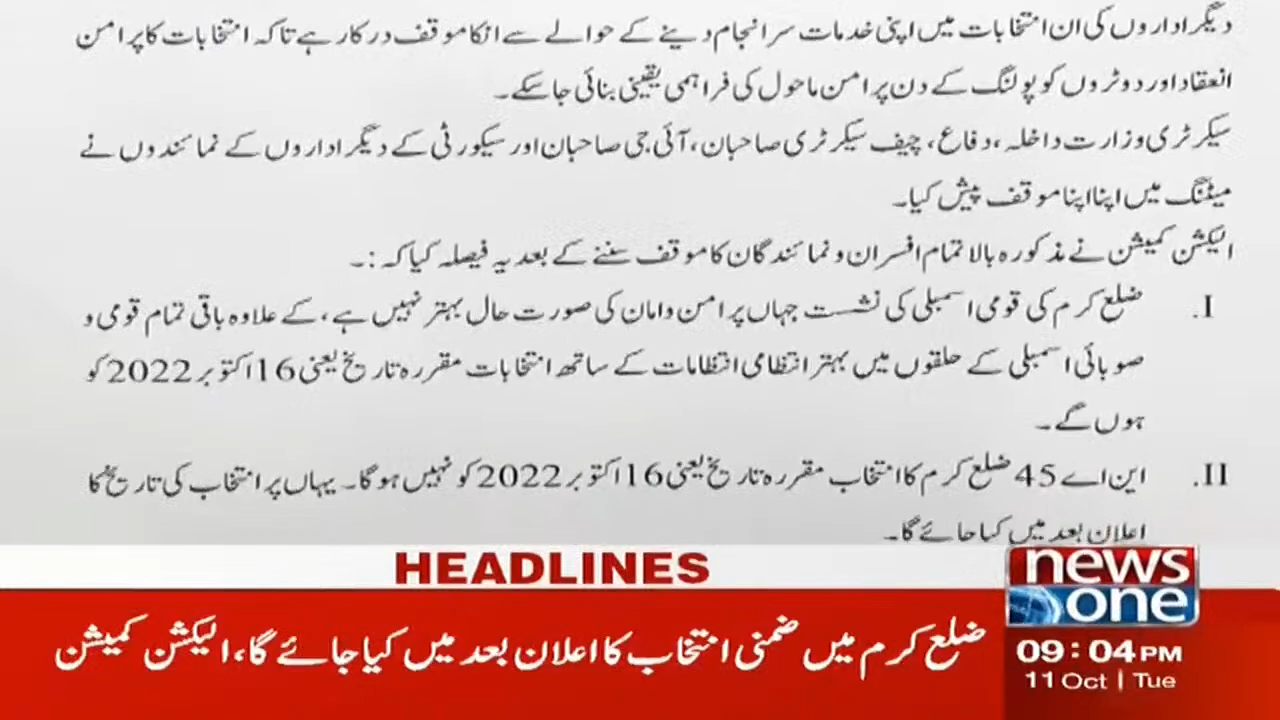 دیگر اداروں کی ان انتخابات میں اپنی خدمات سرانجام دینے کے حوالے سے انکا موقف درکار ہے تاکہ انتخابات کا پر امن
انعقاد اور ووٹروں کو پولنگ کے دن پر امن ماحول کی فراہمی یقینی بنائی جا سکے۔
سیکرٹری وزارت داخلہ، دفاع، چیف سیکرٹری صاحبان، آئی جی صاحبان اور سیکورٹی کے دیگر اداروں کے نمائندوں نے
میٹنگ میں اپنا اپنا موقف پیش کیا۔
الیکشن کمیشن نے مذکورہ بالا تمام افسران و نمائندگان کا موقف سننے کے بعد یہ فیصلہ کیا کہ :۔
I. ضلع کرم کی قومی اسمبلی کی نشست جہاں پر امن و امان کی صورت حال بہتر نہیں ہے، کے علاوہ باقی تمام قومی و
صوبائی اسمبلی کے حلقوں میں بہتر انتظامی انتظامات کے ساتھ انتخابات مقررہ تاریخ یعنی 16 اکتوبر 2022 کو
ہوں گے۔
II. این اے 45 ضلع کرم کا انتخاب مقررہ تاریخ یعنی 16 اکتوبر 2022 کو نہیں ہوگا۔ یہاں پر انتخاب کی تاریخ کا
اعلان بعد میں کیا جائے گا۔
HEADLINES
news
one
ضلع کرم میں ضمنی انتخاب کا اعلان بعد میں کیا جائے گا، الیکشن کمیشن
09:04 PM
11 Oct | Tue